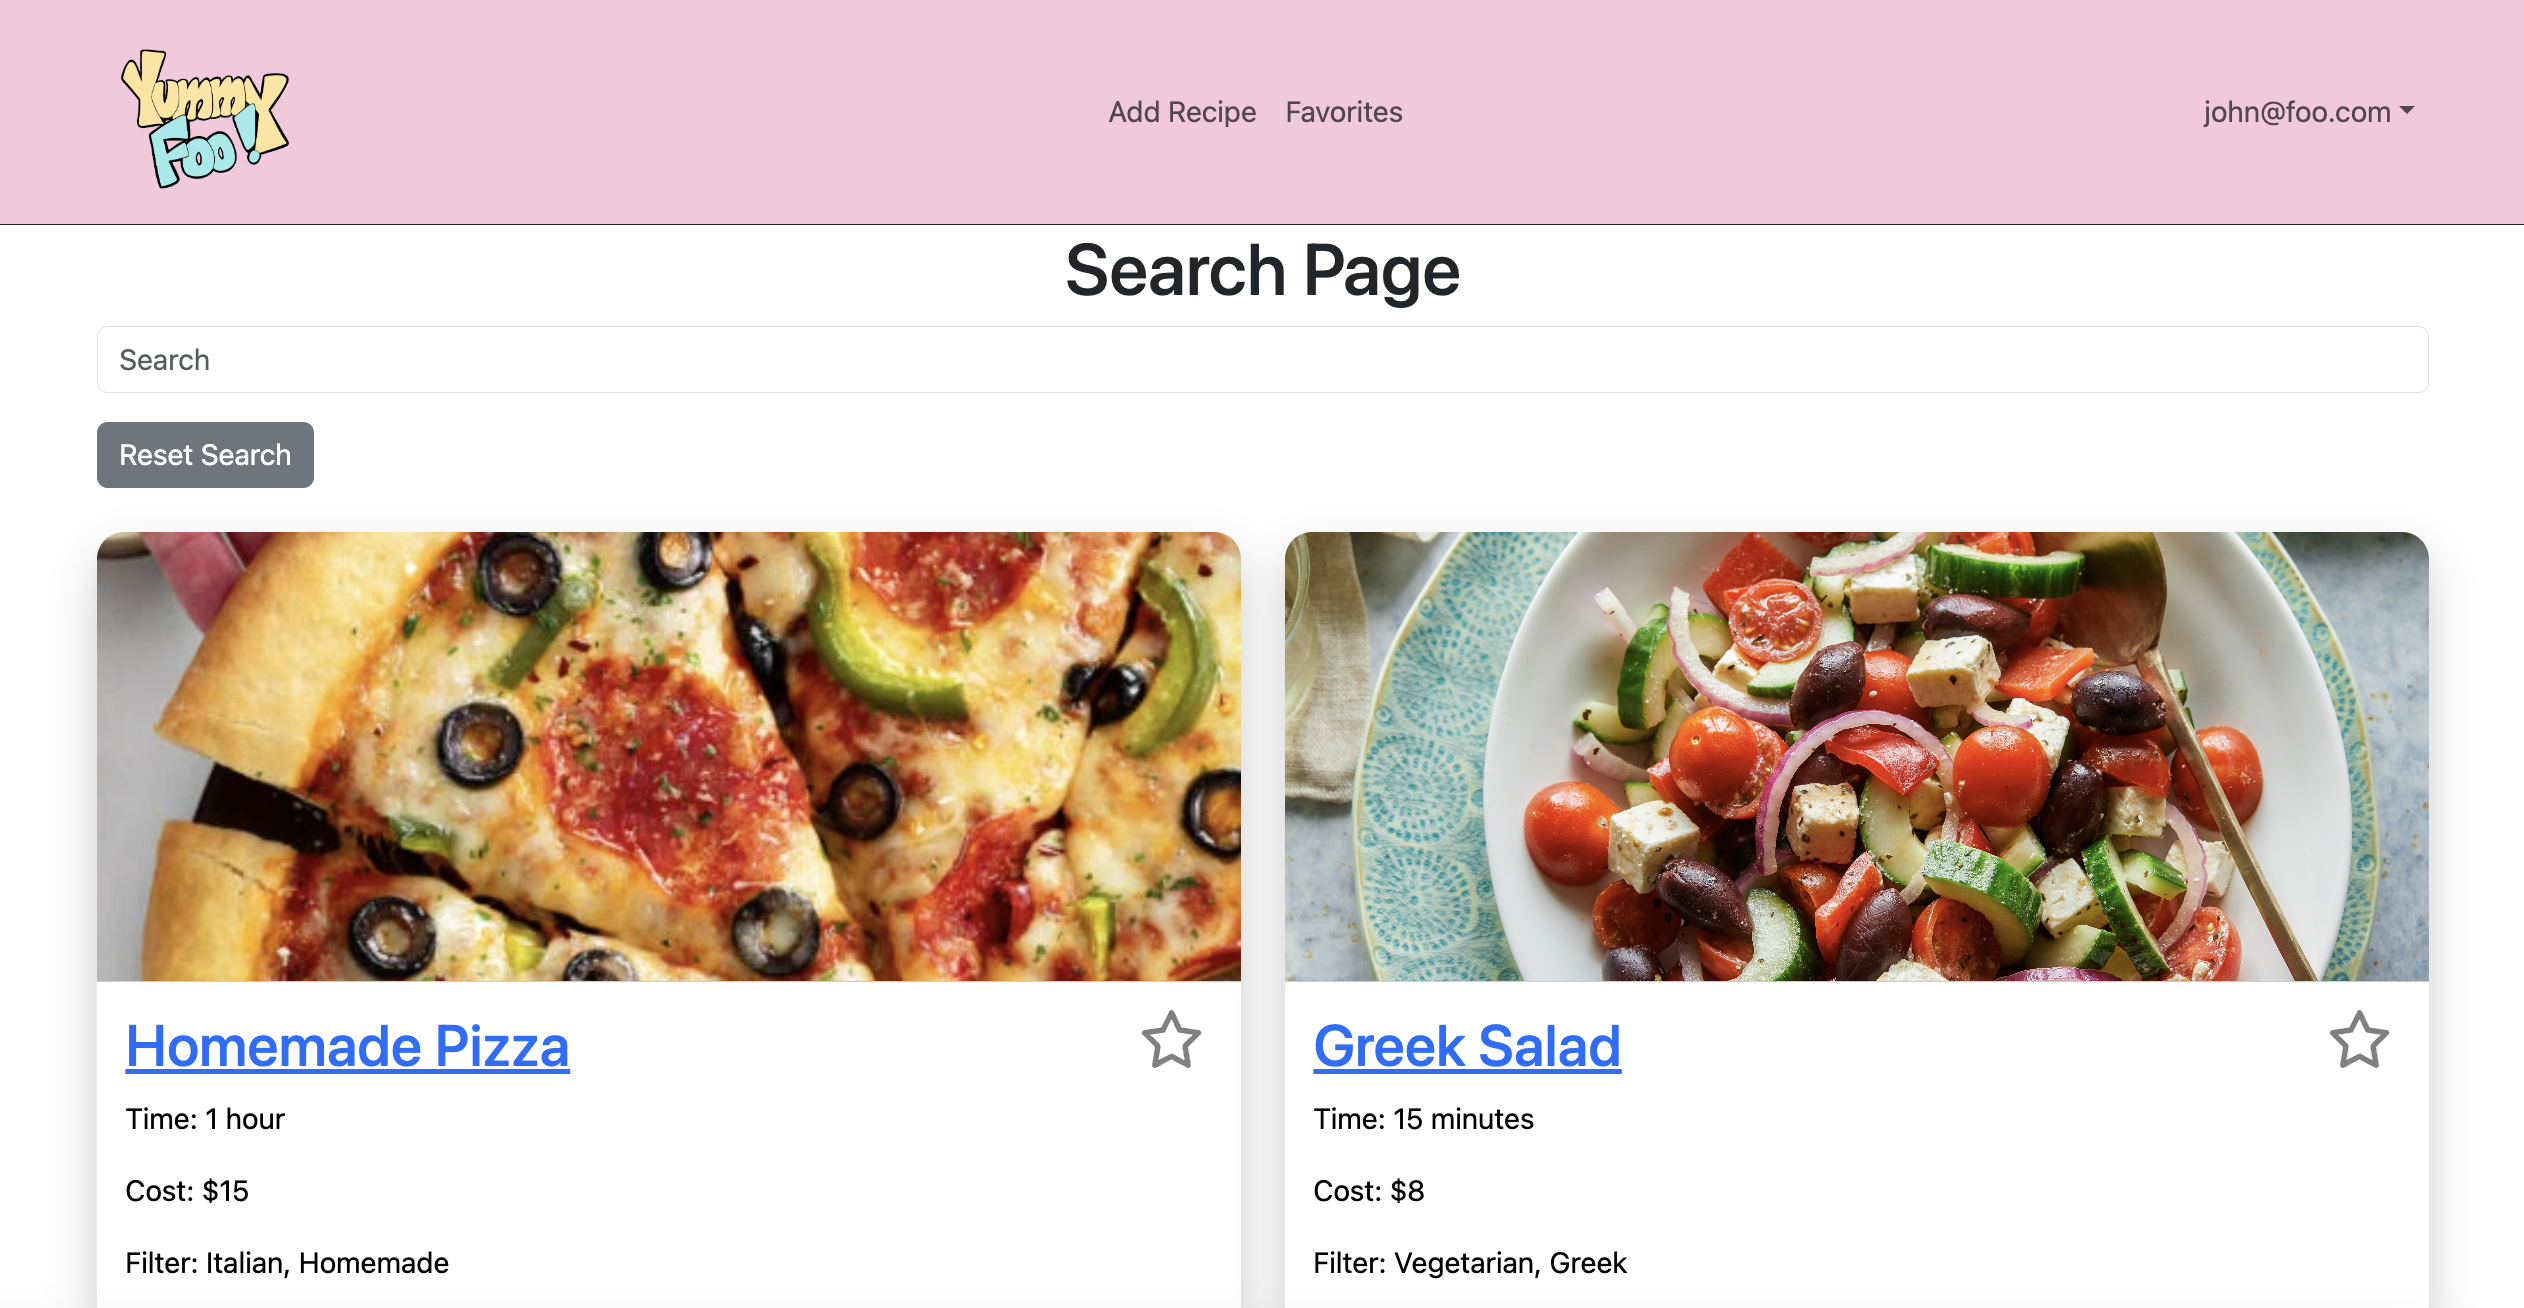 Yummy
Foo!
Add Recipe Favorites john@foo.com
Search Page
Search
Reset Search
Homemade Pizza
Time: 1 hour
Cost: $15
Filter: Italian, Homemade
Greek Salad
Time: 15 minutes
Cost: $8
Filter: Vegetarian, Greek